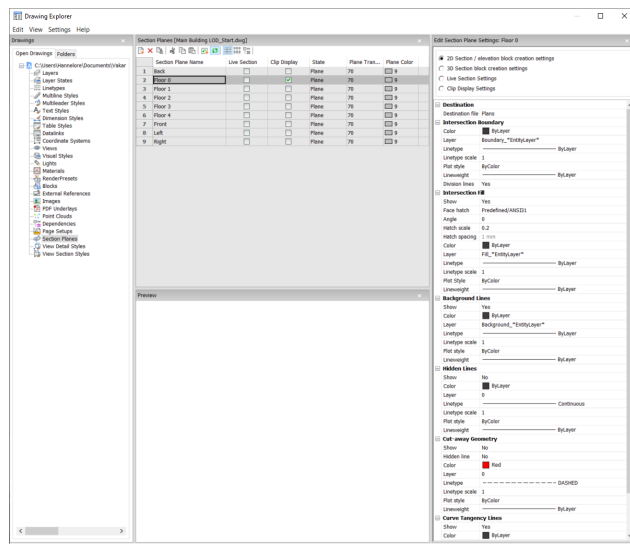 Drawing Explorer
Edit View Settings Help
Drawings
Open Drawings Folders
C:\Users\Hannelore\Documents\Vakar
Layers
Layer States
Linetypes
Multiline Styles
Multileader Styles
Text Styles
Dimension Styles
Table Styles
Datalinks
Coordinate Systems
Views
Visual Styles
Lights
Materials
RenderPresets
Blocks
External References
Images
PDF Underlays
Point Clouds
Dependencies
Page Setups
Section Planes
View Detail Styles
View Section Styles
Section Planes [Main Building LOD_Start.dwg]
Section Plane Name Live Section Clip Display State Plane Tran... Plane Color
1 Back Plane 70 9
2 Floor 0 Plane 70 9
3 Floor 1 Plane 70 9
4 Floor 2 Plane 70 9
5 Floor 3 Plane 70 9
6 Floor 4 Plane 70 9
7 Front Plane 70 9
8 Left Plane 70 9
9 Right Plane 70 9
Preview
Edit Section Plane Settings: Floor 0
2D Section / elevation block creation settings
3D Section block creation settings
Live Section Settings
Clip Display Settings
Destination
Destination file Plans
Intersection Boundary
Color ByLayer
Layer Boundary_*EntityLayer*
Linetype ByLayer
Linetype scale 1
Plot style ByColor
Lineweight ByLayer
Division lines Yes
Intersection Fill
Show Yes
Face hatch Predefined/ANSI31
Angle 0
Hatch scale 0.2
Hatch spacing 1 mm
Color ByLayer
Layer Fill_*EntityLayer*
Linetype ByLayer
Linetype scale 1
Plot Style ByColor
Lineweight ByLayer
Background Lines
Show Yes
Color ByLayer
Layer Background_*EntityLayer*
Linetype ByLayer
Linetype scale 1
Plot style ByColor
Lineweight ByLayer
Hidden Lines
Show No
Color ByLayer
Layer 0
Linetype Continuous
Linetype scale 1
Plot style ByColor
Lineweight ByLayer
Cut-away Geometry
Show No
Hidden line No
Color Red
Layer 0
Linetype DASHED
Linetype scale 1
Plot style ByColor
Lineweight ByLayer
Curve Tangency Lines
Show Yes
Color ByLayer